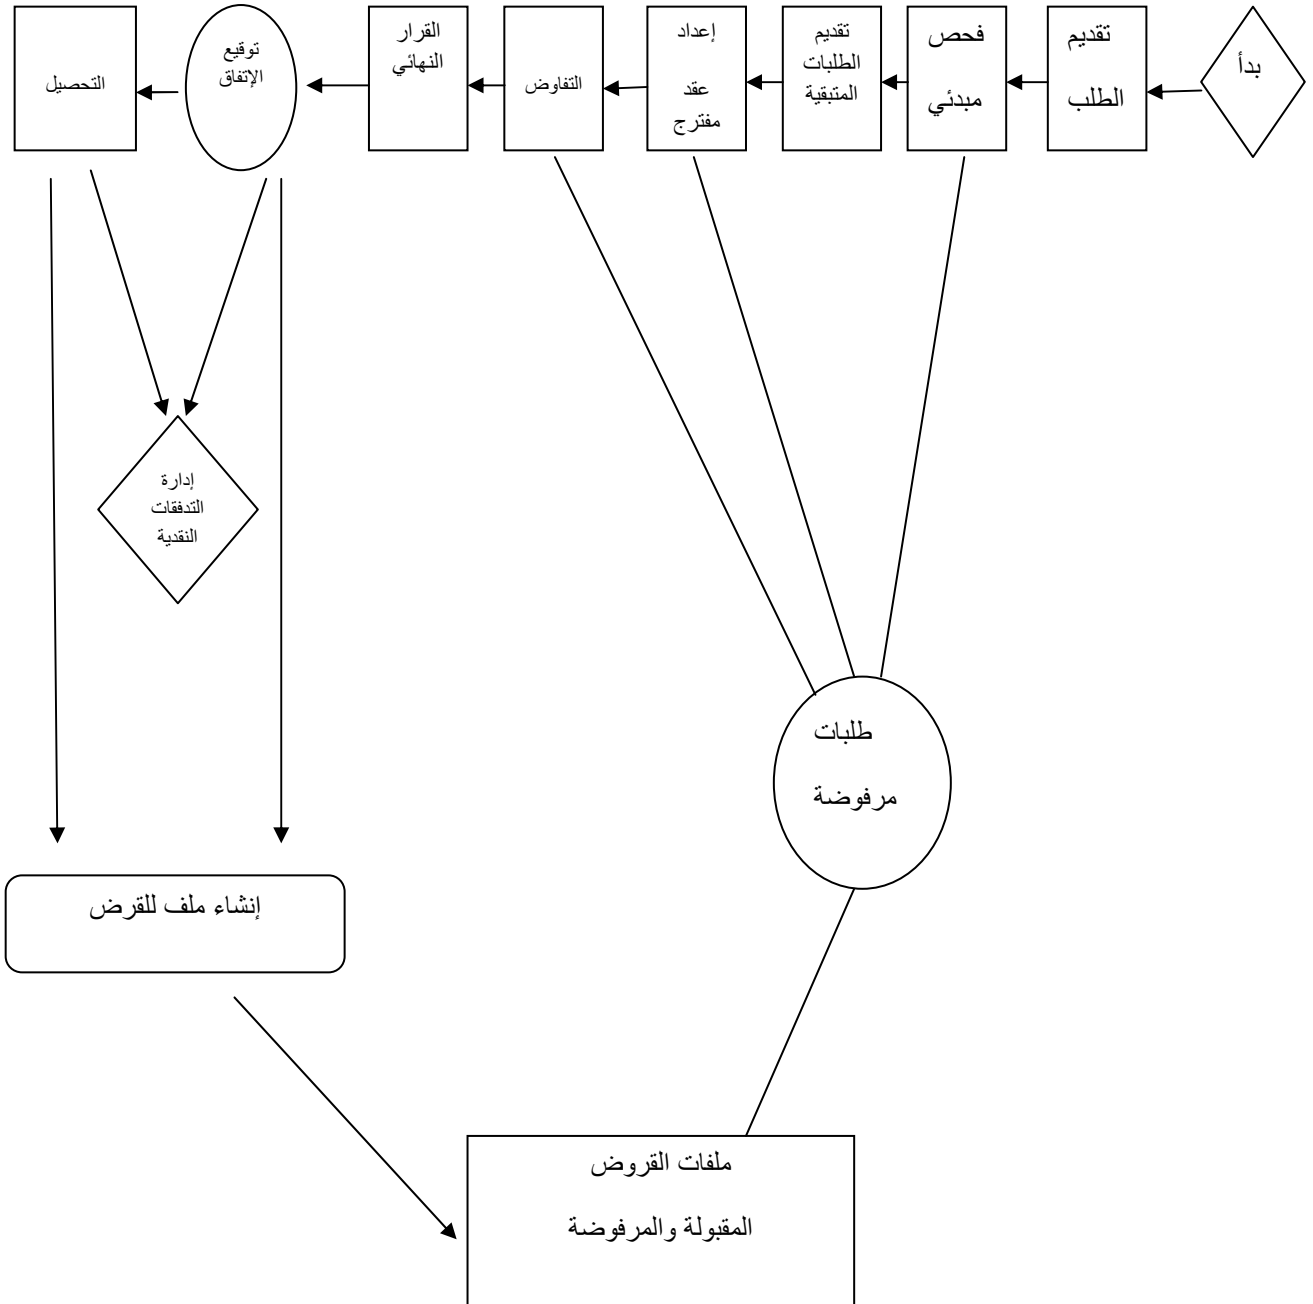 بدأ
تقديم
الطلب
فحص
مبدئي
تقديم
الطلبات
المتبقية
إعداد
عقد
مفترج
التفاوض
القرار
النهائي
توقيع
الإتفاق
التحصيل
إدارة
التدفقات
النقدية
طلبات
مرفوضة
إنشاء ملف للقرض
ملفات القروض
المقبولة والمرفوضة